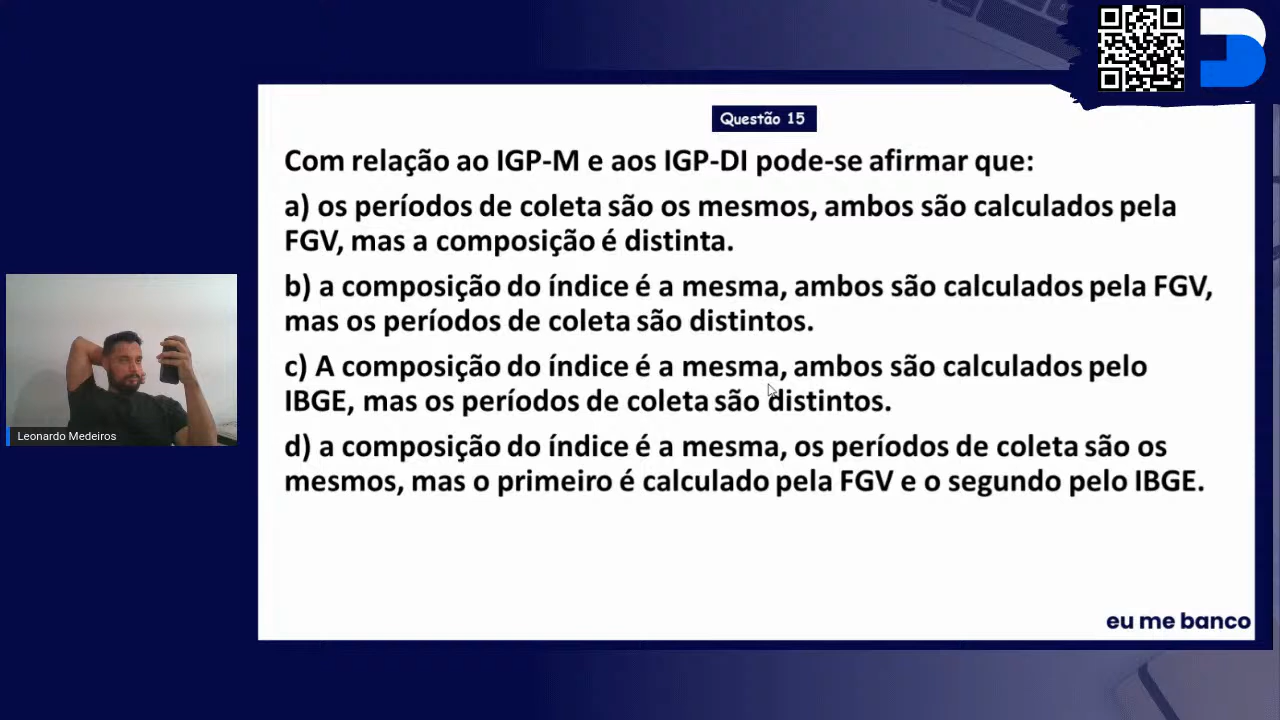 Questão 15
Com relação ao IGP-M e aos IGP-DI pode-se afirmar que:
a) os períodos de coleta são os mesmos, ambos são calculados pela
FGV, mas a composição é distinta.
b) a composição do índice é a mesma, ambos são calculados pela FGV,
mas os períodos de coleta são distintos.
c) A composição do índice é a mesma, ambos são calculados pelo
IBGE, mas os períodos de coleta são distintos.
d) a composição do índice é a mesma, os períodos de coleta são os
mesmos, mas o primeiro é calculado pela FGV e o segundo pelo IBGE.
Leonardo Medeiros
eu me banco